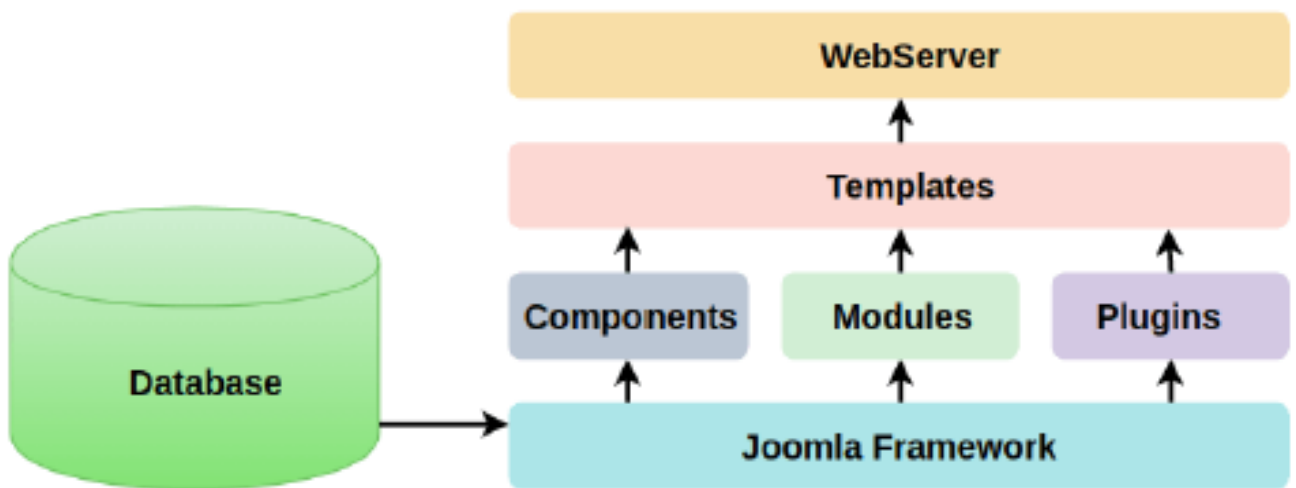 WebServer
Templates
Components
Modules
Plugins
Database
Joomla Framework